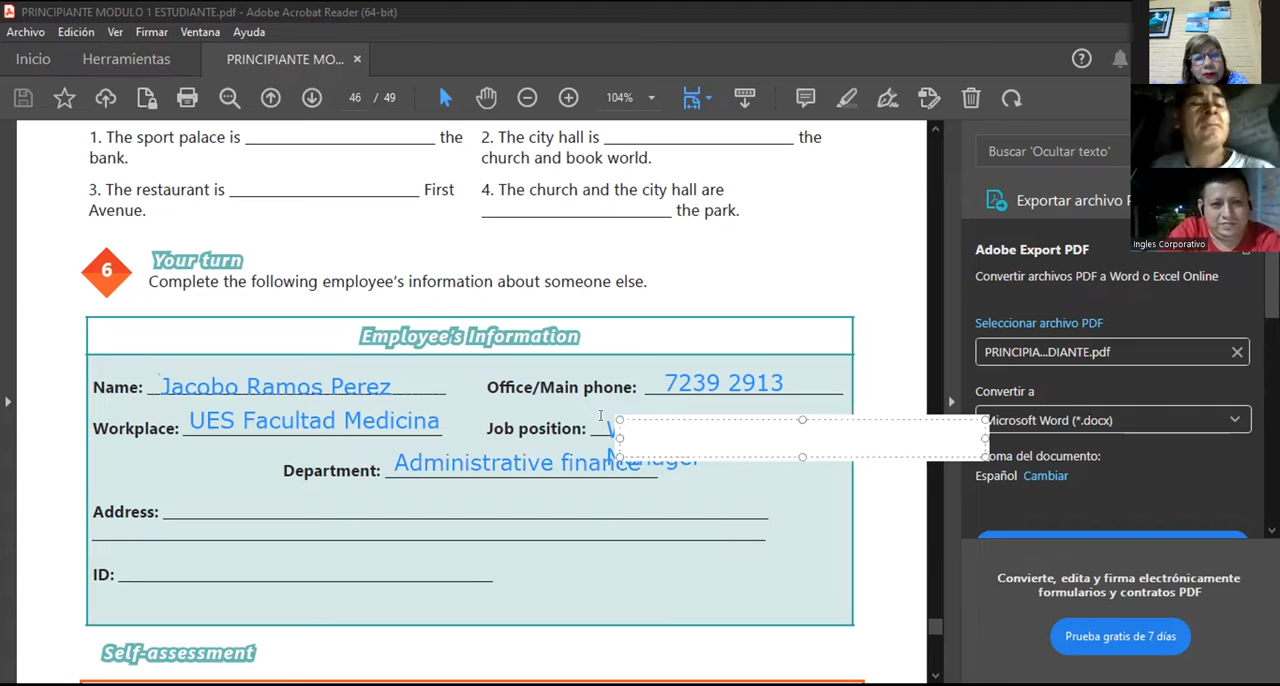 PRINCIPIANTE MODULO 1 ESTUDIANTE.pdf - Adobe Acrobat Reader (64-bit)
Archivo Edición Ver Firmar Ventana Ayuda
Inicio Herramientas PRINCIPIANTE MO... ×
46 / 49 104%
Buscar 'Ocultar texto'
Exportar archivo
Ingles Corporativo
Adobe Export PDF
Convertir archivos PDF a Word o Excel Online
Seleccionar archivo PDF
PRINCIPIA...DIANTE.pdf
Convertir a
Microsoft Word (*.docx)
Español Cambiar
Convierte, edita y firma electrónicamente
formularios y contratos PDF
Prueba gratis de 7 días
1. The sport palace is ____________________ the
bank.
2. The city hall is ____________________ the
church and book world.
3. The restaurant is ____________________ First
Avenue.
4. The church and the city hall are
____________________ the park.
6 Your turn
Complete the following employee's information about someone else.
Employee's Information
Name: Jacobo Ramos Perez Office/Main phone: 7239 2913
Workplace: UES Facultad Medicina Job position:
Department: Administrative finance
Address:
ID:
Self-assessment